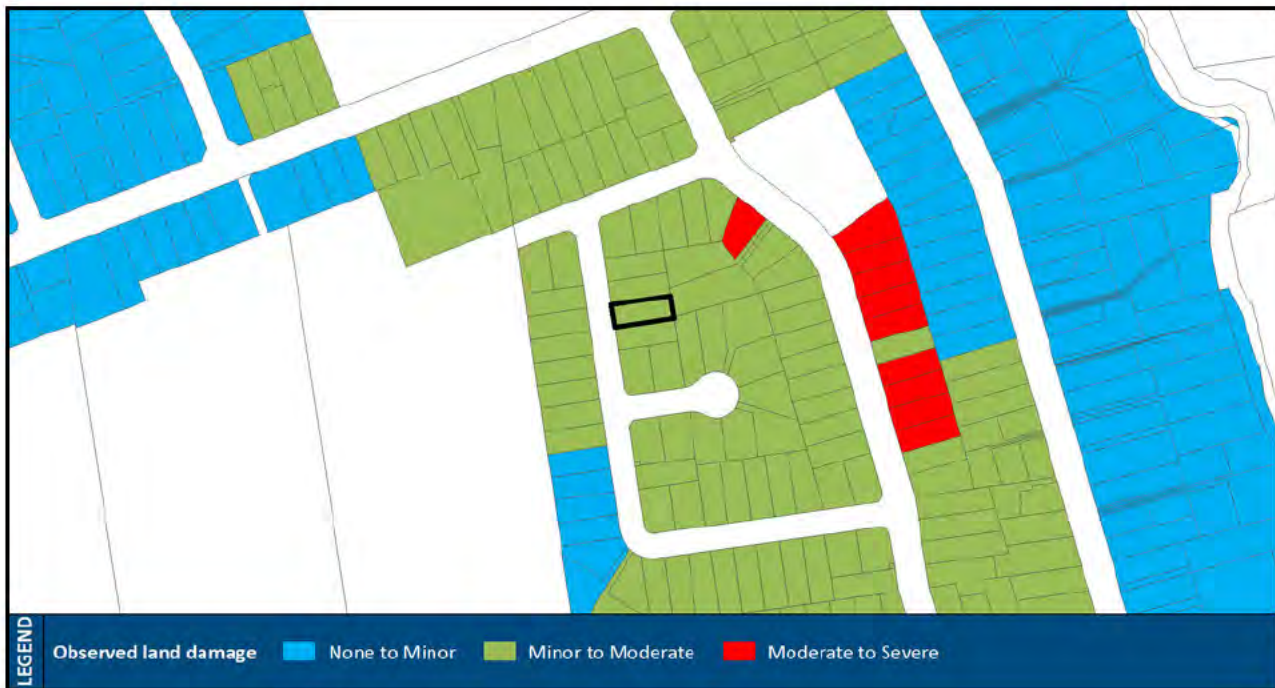 LEGEND
Observed land damage
None to Minor
Minor to Moderate
Moderate to Severe